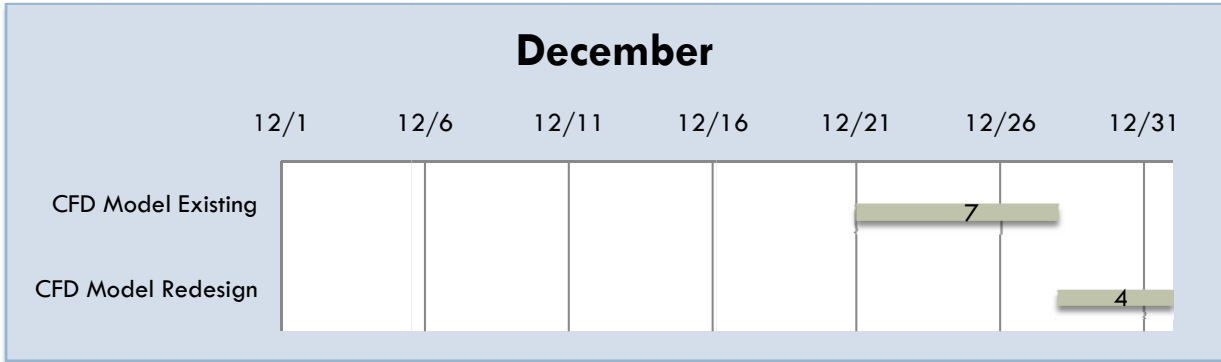 December
12/1 12/6 12/11 12/16 12/21 12/26 12/31
CFD Model Existing 7
CFD Model Redesign 4